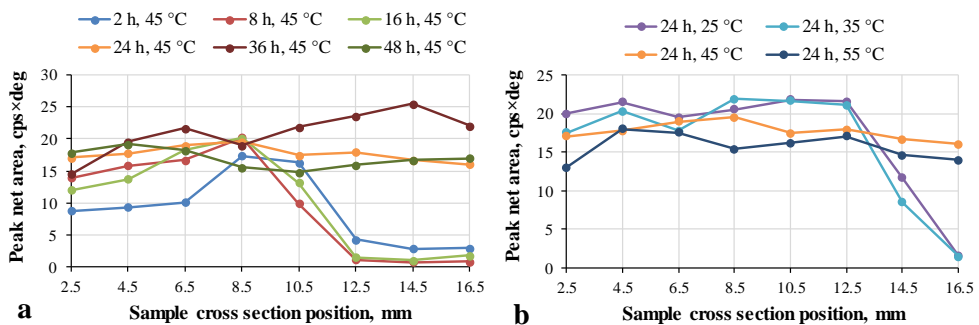 2 h, 45 °C 8 h, 45 °C 16 h, 45 °C
24 h, 45 °C 36 h, 45 °C 48 h, 45 °C
Peak net area, cps×deg
30
25
20
15
10
5
0
2.5 4.5 6.5 8.5 10.5 12.5 14.5 16.5
Sample cross section position, mm
a
24 h, 25 °C 24 h, 35 °C
24 h, 45 °C 24 h, 55 °C
Peak net area, cps×deg
25
20
15
10
5
0
2.5 4.5 6.5 8.5 10.5 12.5 14.5 16.5
Sample cross section position, mm
b